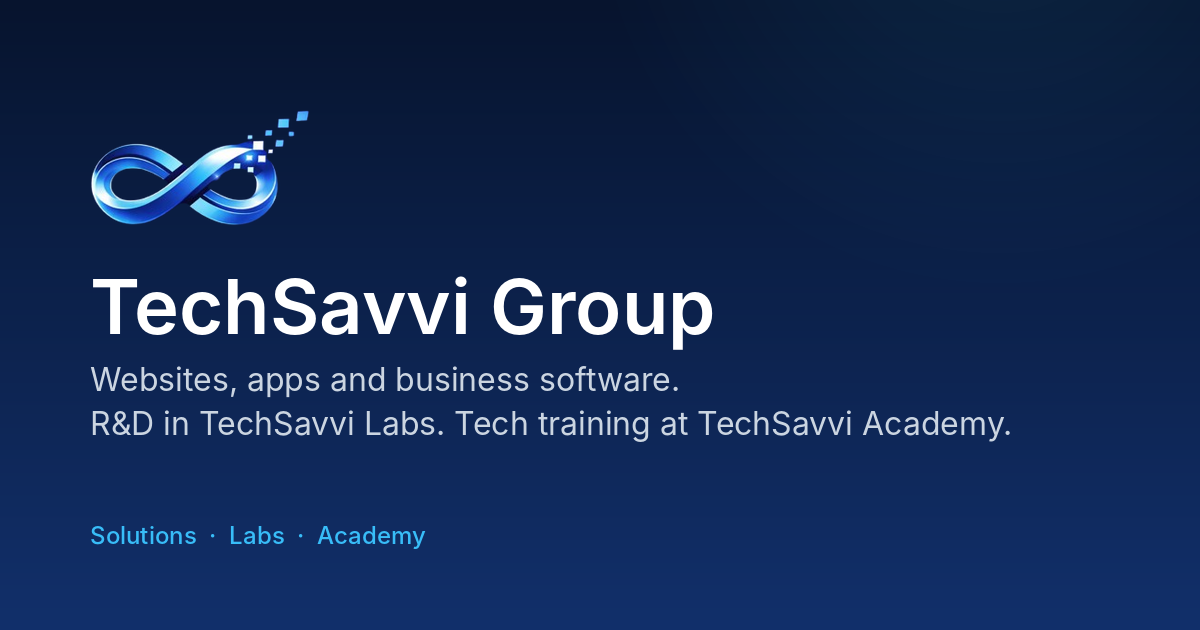 TechSavvi Group
Websites, apps and business software.
R&D in TechSavvi Labs. Tech training at TechSavvi Academy.
Solutions · Labs · Academy